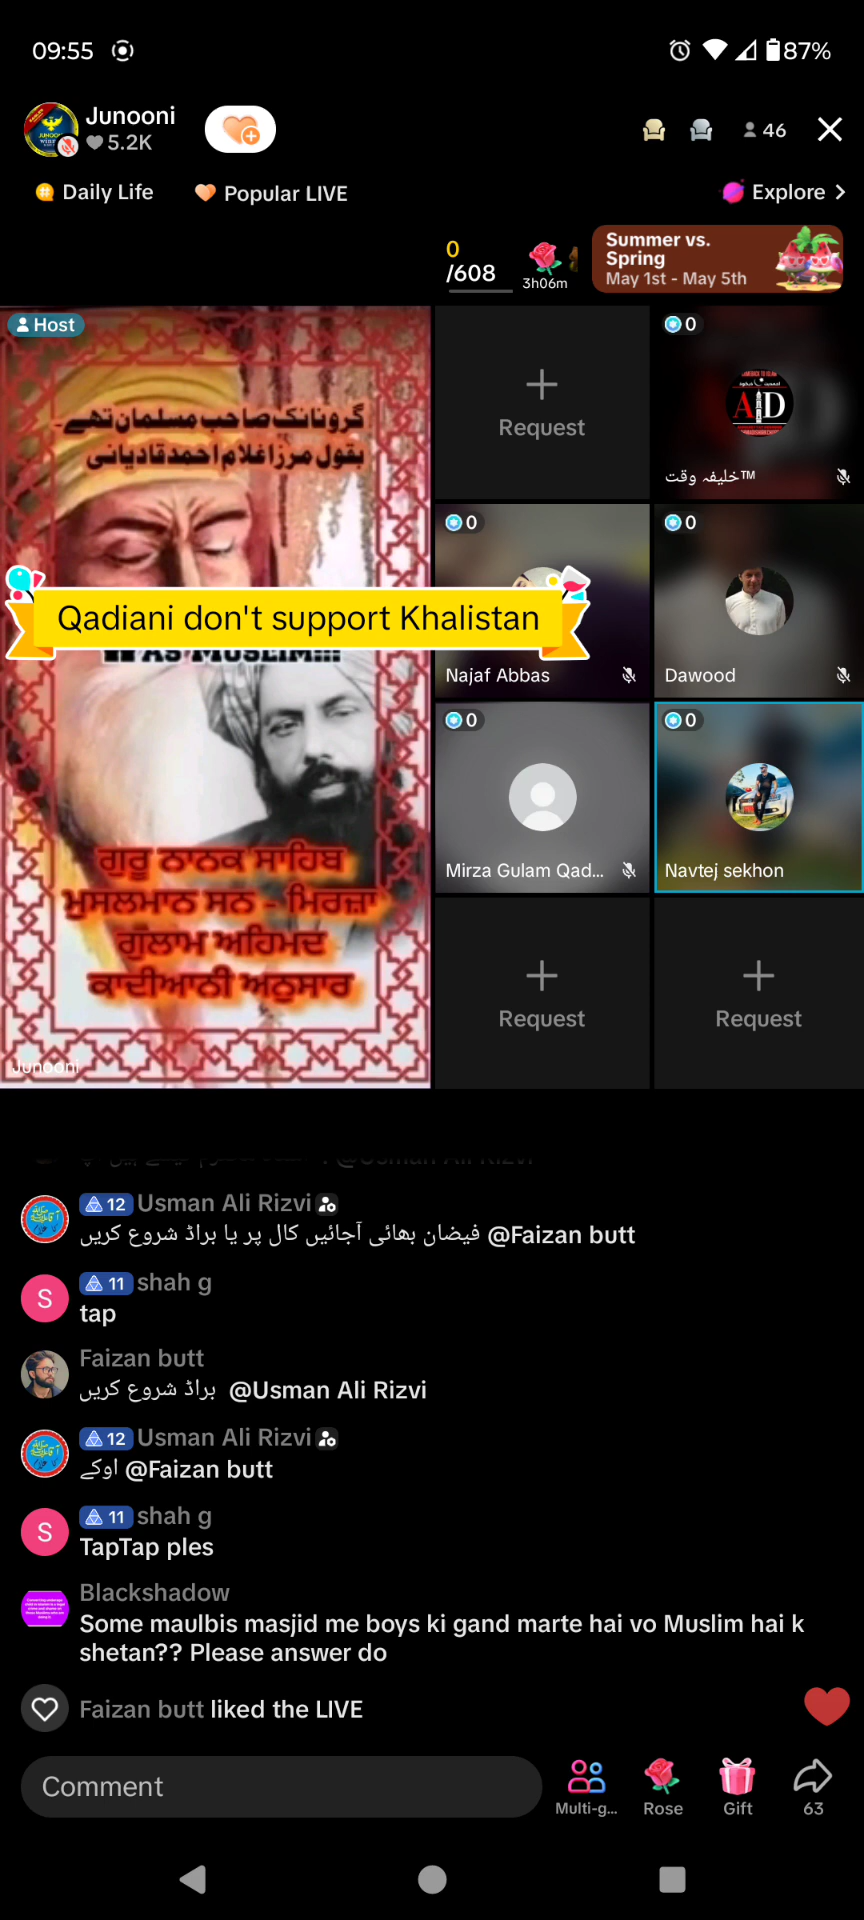 09:55
87%
Junooni
5.2K
46
Daily Life
Popular LIVE
Explore
0
/608
3h06m
Summer vs.
Spring
May 1st - May 5th
Host
گرونانک صاحب مسلمان تھے۔
بقول مرزا غلام احمد قادیانی
Qadiani don't support Khalistan
AS MUSLIM...
ਗੁਰੂ ਨਾਨਕ ਸਾਹਿਬ
ਮੁਸਲਮਾਨ ਸਨ - ਮਿਰਜ਼ਾ
ਗੁਲਾਮ ਅਹਿਮਦ
ਕਾਦੀਆਨੀ ਅਨੁਸਾਰ
Junooni
Request
0
AD
خلیفہ وقت™
0
Najaf Abbas
0
Dawood
0
Mirza Gulam Qad...
0
Navtej sekhon
Request
Request
12 Usman Ali Rizvi
فیضان بھائی آجائیں کال پر یا براڈ شروع کریں @Faizan butt
S
11 shah g
tap
Faizan butt
براڈ شروع کریں @Usman Ali Rizvi
12 Usman Ali Rizvi
اوکے @Faizan butt
S
11 shah g
TapTap ples
Blackshadow
Some maulbis masjid me boys ki gand marte hai vo Muslim hai k
shetan?? Please answer do
Faizan butt liked the LIVE
Comment
Multi-g...
Rose
Gift
63